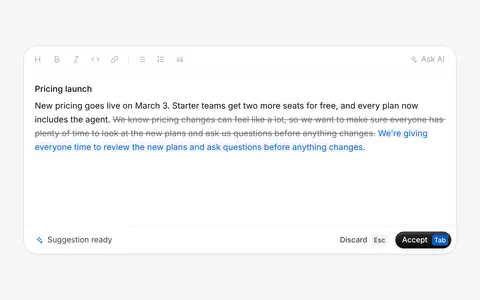 H B I <> Ask AI
Pricing launch
New pricing goes live on March 3. Starter teams get two more seats for free, and every plan now
includes the agent. We know pricing changes can feel like a lot, so we want to make sure everyone has
plenty of time to look at the new plans and ask us questions before anything changes. We're giving
everyone time to review the new plans and ask questions before anything changes.
Suggestion ready Discard Esc Accept Tab